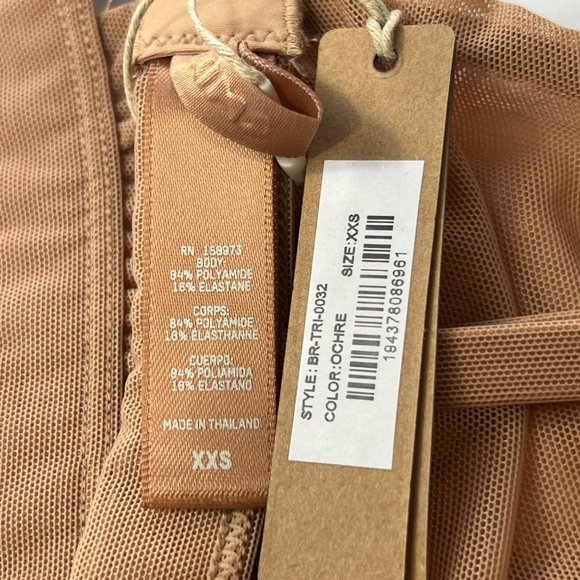 RN 158973
BODY:
84% POLYAMIDE
16% ELASTANE
CORPS:
84% POLYAMIDE
16% ELASTHANNE
CUERPO:
84% POLIAMIDA
16% ELASTANO
MADE IN THAILAND
XXS
STYLE: BR-TRI-0032
COLOR:OCHRE SIZE:XXS
194378086961